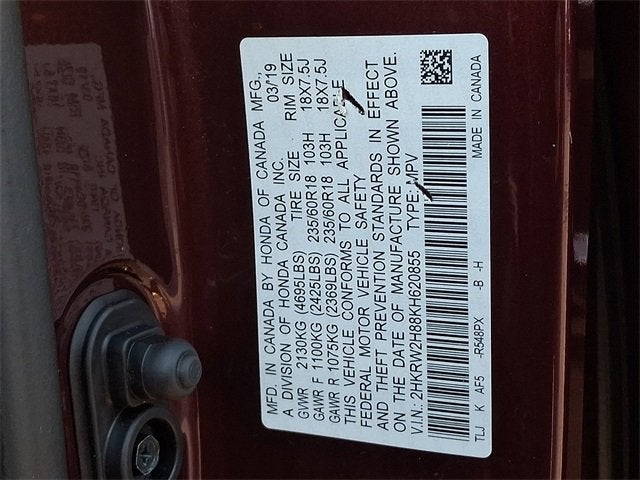 MFD. IN CANADA BY HONDA OF CANADA MFG.,
A DIVISION OF HONDA CANADA INC. 03/19
GVWR 2130KG (4695LBS) TIRE SIZE RIM SIZE
GAWR F 1100KG (2425LBS) 235/60R18 103H 18X7.5J
GAWR R 1075KG (2369LBS) 235/60R18 103H 18X7.5J
THIS VEHICLE CONFORMS TO ALL APPLICABLE
FEDERAL MOTOR VEHICLE SAFETY
AND THEFT PREVENTION STANDARDS IN EFFECT
ON THE DATE OF MANUFACTURE SHOWN ABOVE.
V.I.N.: 2HKRW2H88KH620855 TYPE: MPV
TLJ K AF5 -R548PX -B -H MADE IN CANADA